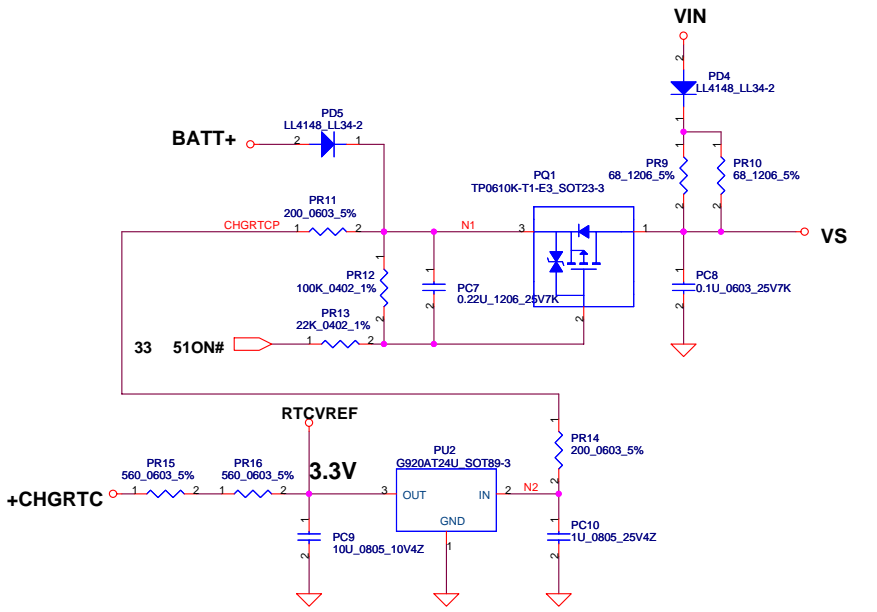 VIN
2
PD4
LL4148_LL34-2
1
PD5
LL4148_LL34-2
BATT+
2
1
1
1
PR9
68_1206_5%
PR10
68_1206_5%
2
2
PQ1
TP0610K-T1-E3_SOT23-3
PR11
200_0603_5%
CHGRTCP
1
2
N1
3
1
VS
2
1
PR12
100K_0402_1%
2
1
PC7
0.22U_1206_25V7K
2
1
PC8
0.1U_0603_25V7K
2
PR13
22K_0402_1%
33
51ON#
1
2
RTCVREF
1
PR14
200_0603_5%
2
PR15
560_0603_5%
PR16
560_0603_5%
3.3V
PU2
G920AT24U_SOT89-3
+CHGRTC
1
2
1
2
3
OUT
IN
2
N2
GND
1
1
PC9
10U_0805_10V4Z
2
1
PC10
1U_0805_25V4Z
2